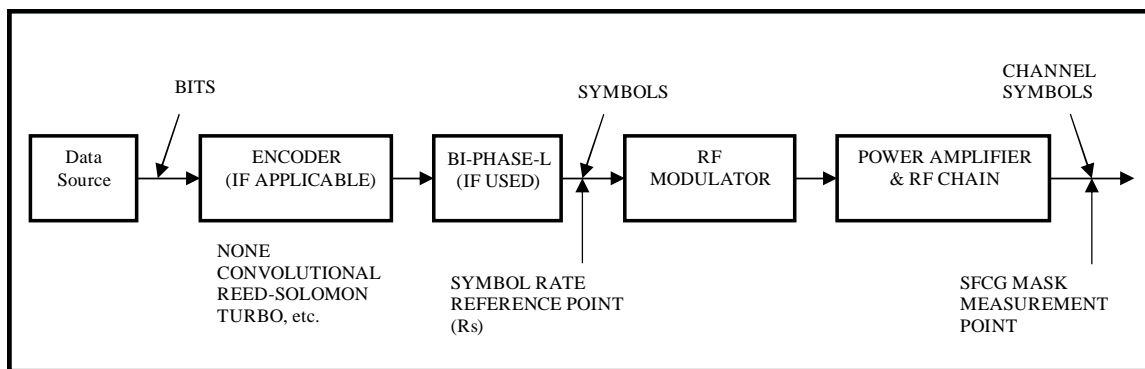 BITS
SYMBOLS
CHANNEL
SYMBOLS
Data
Source
ENCODER
(IF APPLICABLE)
BI-PHASE-L
(IF USED)
RF
MODULATOR
POWER AMPLIFIER
& RF CHAIN
NONE
CONVOLUTIONAL
REED-SOLOMON
TURBO, etc.
SYMBOL RATE
REFERENCE POINT
(Rs)
SFCG MASK
MEASUREMENT
POINT